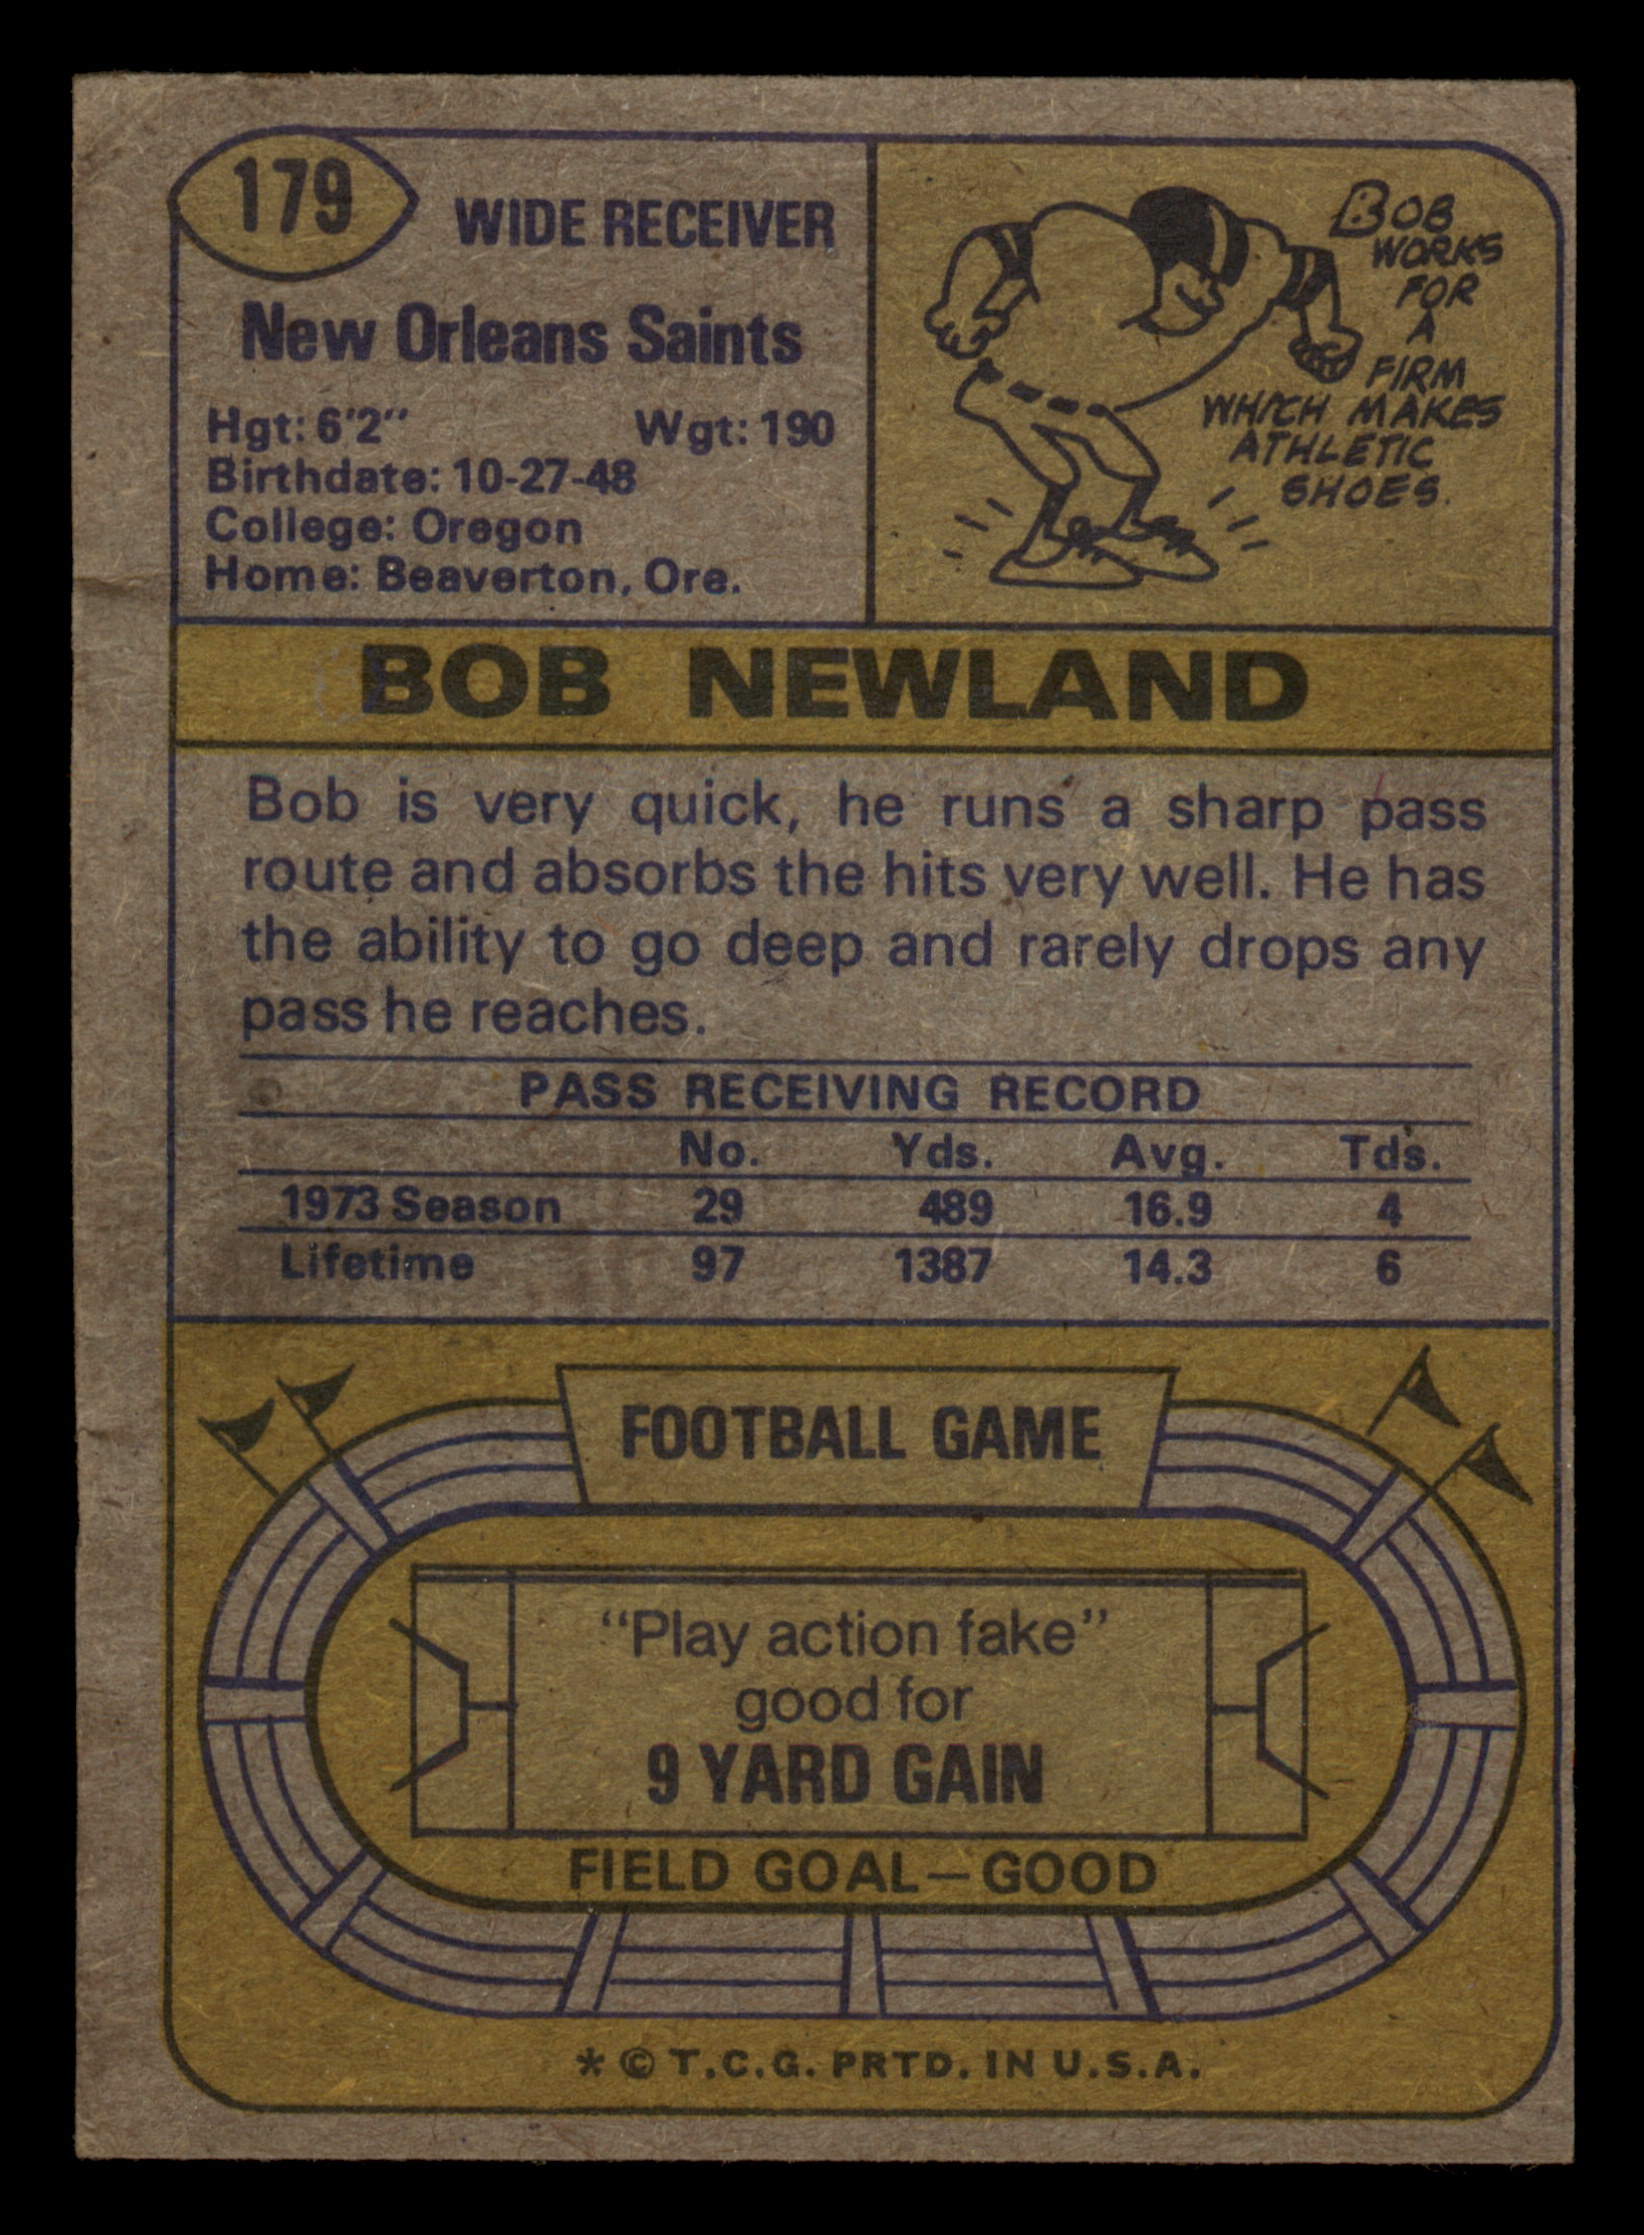 179
WIDE RECEIVER
New Orleans Saints
Hgt: 6'2" Wgt: 190
Birthdate: 10-27-48
College: Oregon
Home: Beaverton, Ore.
BOB
WORKS
FOR
A
FIRM
WHICH MAKES
ATHLETIC
SHOES.
BOB NEWLAND
Bob is very quick, he runs a sharp pass
route and absorbs the hits very well. He has
the ability to go deep and rarely drops any
pass he reaches.
PASS RECEIVING RECORD
No. Yds. Avg. Tds.
1973 Season 29 489 16.9 4
Lifetime 97 1387 14.3 6
FOOTBALL GAME
"Play action fake"
good for
9 YARD GAIN
FIELD GOAL—GOOD
* © T.C.G. PRTD. IN U.S.A.